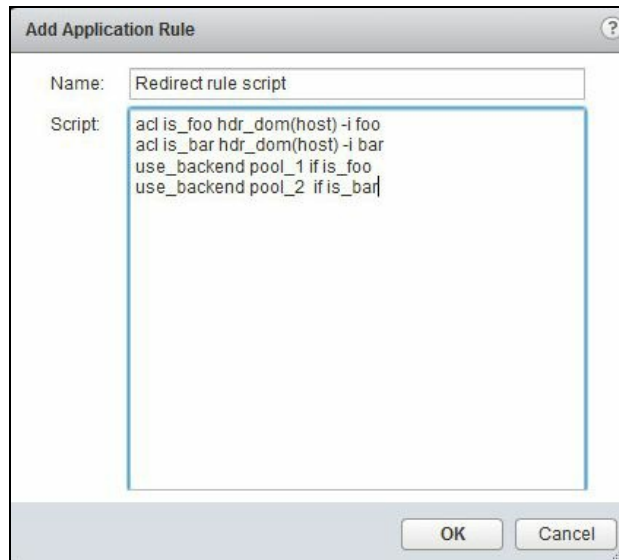 Add Application Rule ?
Name: Redirect rule script
Script: acl is_foo hdr_dom(host) -i foo
acl is_bar hdr_dom(host) -i bar
use_backend pool_1 if is_foo
use_backend pool_2  if is_bar
OK Cancel